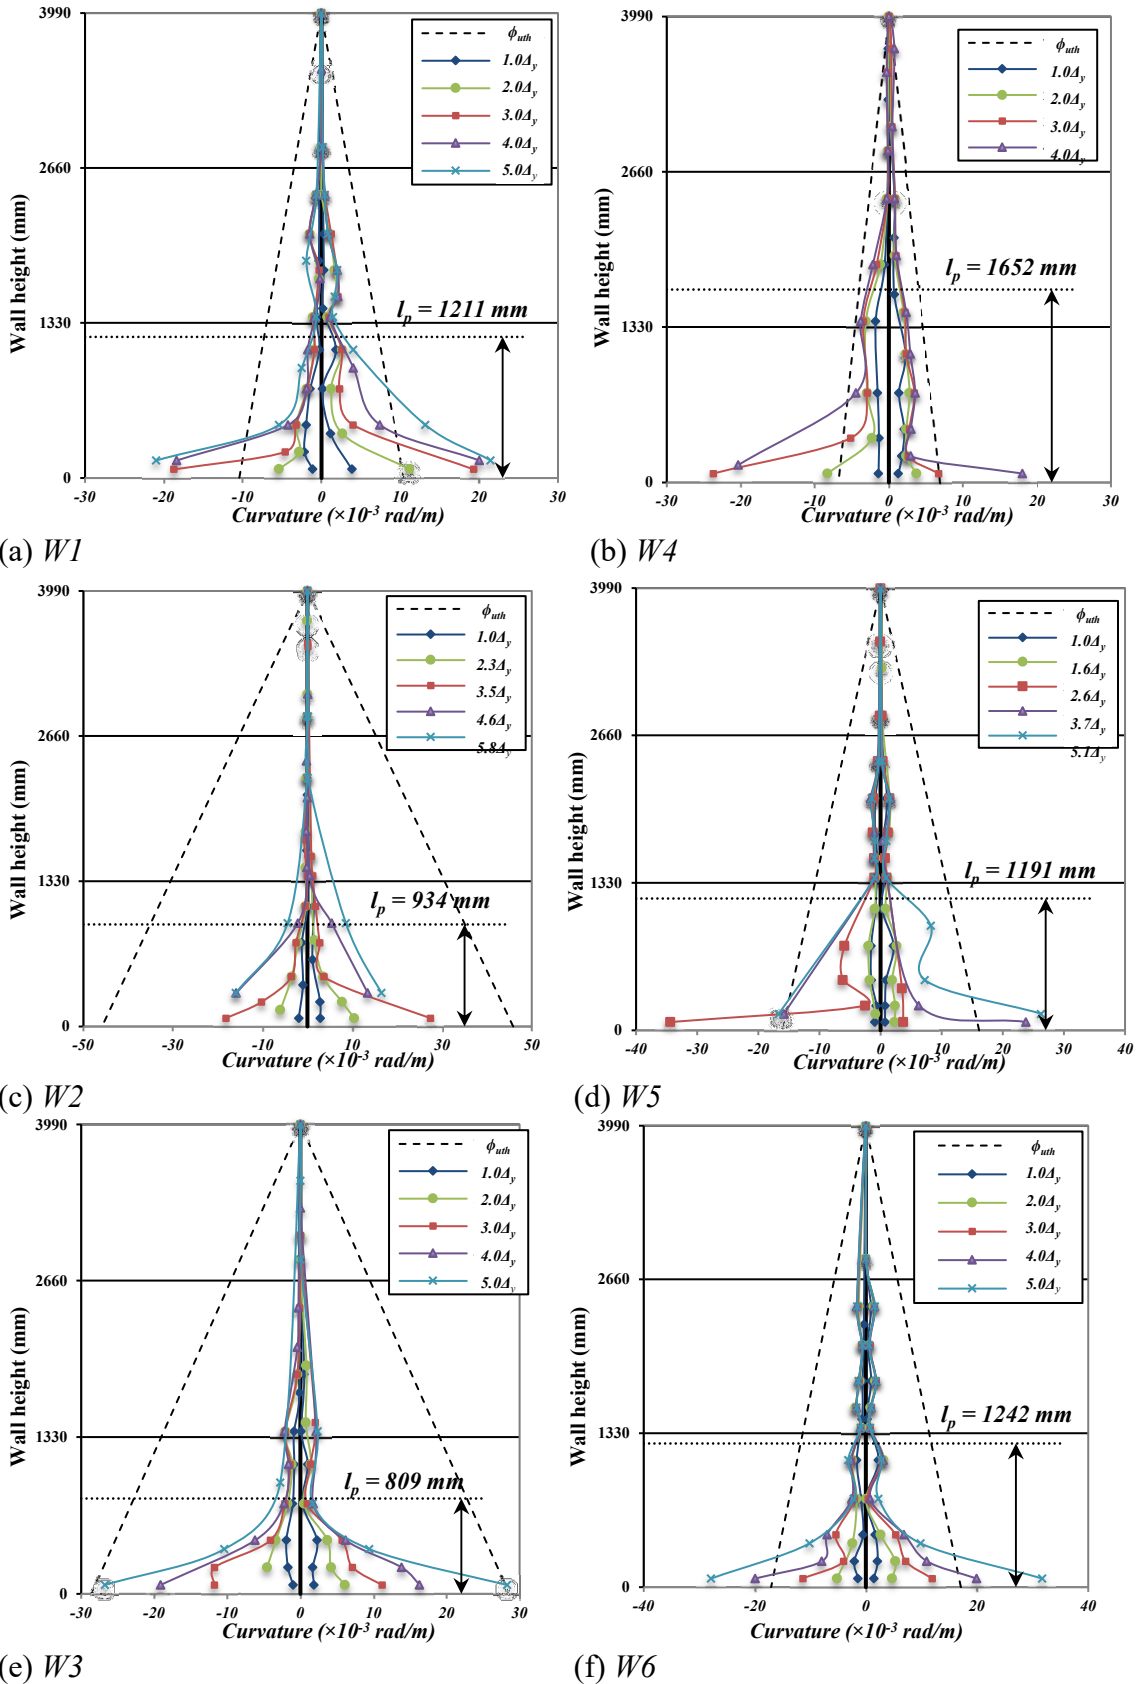 3990
2660
1330
0
Wall height (mm)
ϕuth
1.0Δy
2.0Δy
3.0Δy
4.0Δy
5.0Δy
lp = 1211 mm
-30 -20 -10 0 10 20 30
Curvature (×10-3 rad/m)
(a) W1
3990
2660
1330
0
Wall height (mm)
ϕuth
1.0Δy
2.0Δy
3.0Δy
4.0Δy
lp = 1652 mm
-30 -20 -10 0 10 20 30
Curvature (×10-3 rad/m)
(b) W4
3990
2660
1330
0
Wall height (mm)
ϕuth
1.0Δy
2.3Δy
3.5Δy
4.6Δy
5.8Δy
lp = 934 mm
-50 -30 -10 10 30 50
Curvature (×10-3 rad/m)
(c) W2
3990
2660
1330
0
Wall height (mm)
ϕuth
1.0Δy
1.6Δy
2.6Δy
3.7Δy
5.1Δy
lp = 1191 mm
-40 -30 -20 -10 0 10 20 30 40
Curvature (×10-3 rad/m)
(d) W5
3990
2660
1330
0
Wall height (mm)
ϕuth
1.0Δy
2.0Δy
3.0Δy
4.0Δy
5.0Δy
lp = 809 mm
-30 -20 -10 0 10 20 30
Curvature (×10-3 rad/m)
(e) W3
3990
2660
1330
0
Wall height (mm)
ϕuth
1.0Δy
2.0Δy
3.0Δy
4.0Δy
5.0Δy
lp = 1242 mm
-40 -20 0 20 40
Curvature (×10-3 rad/m)
(f) W6